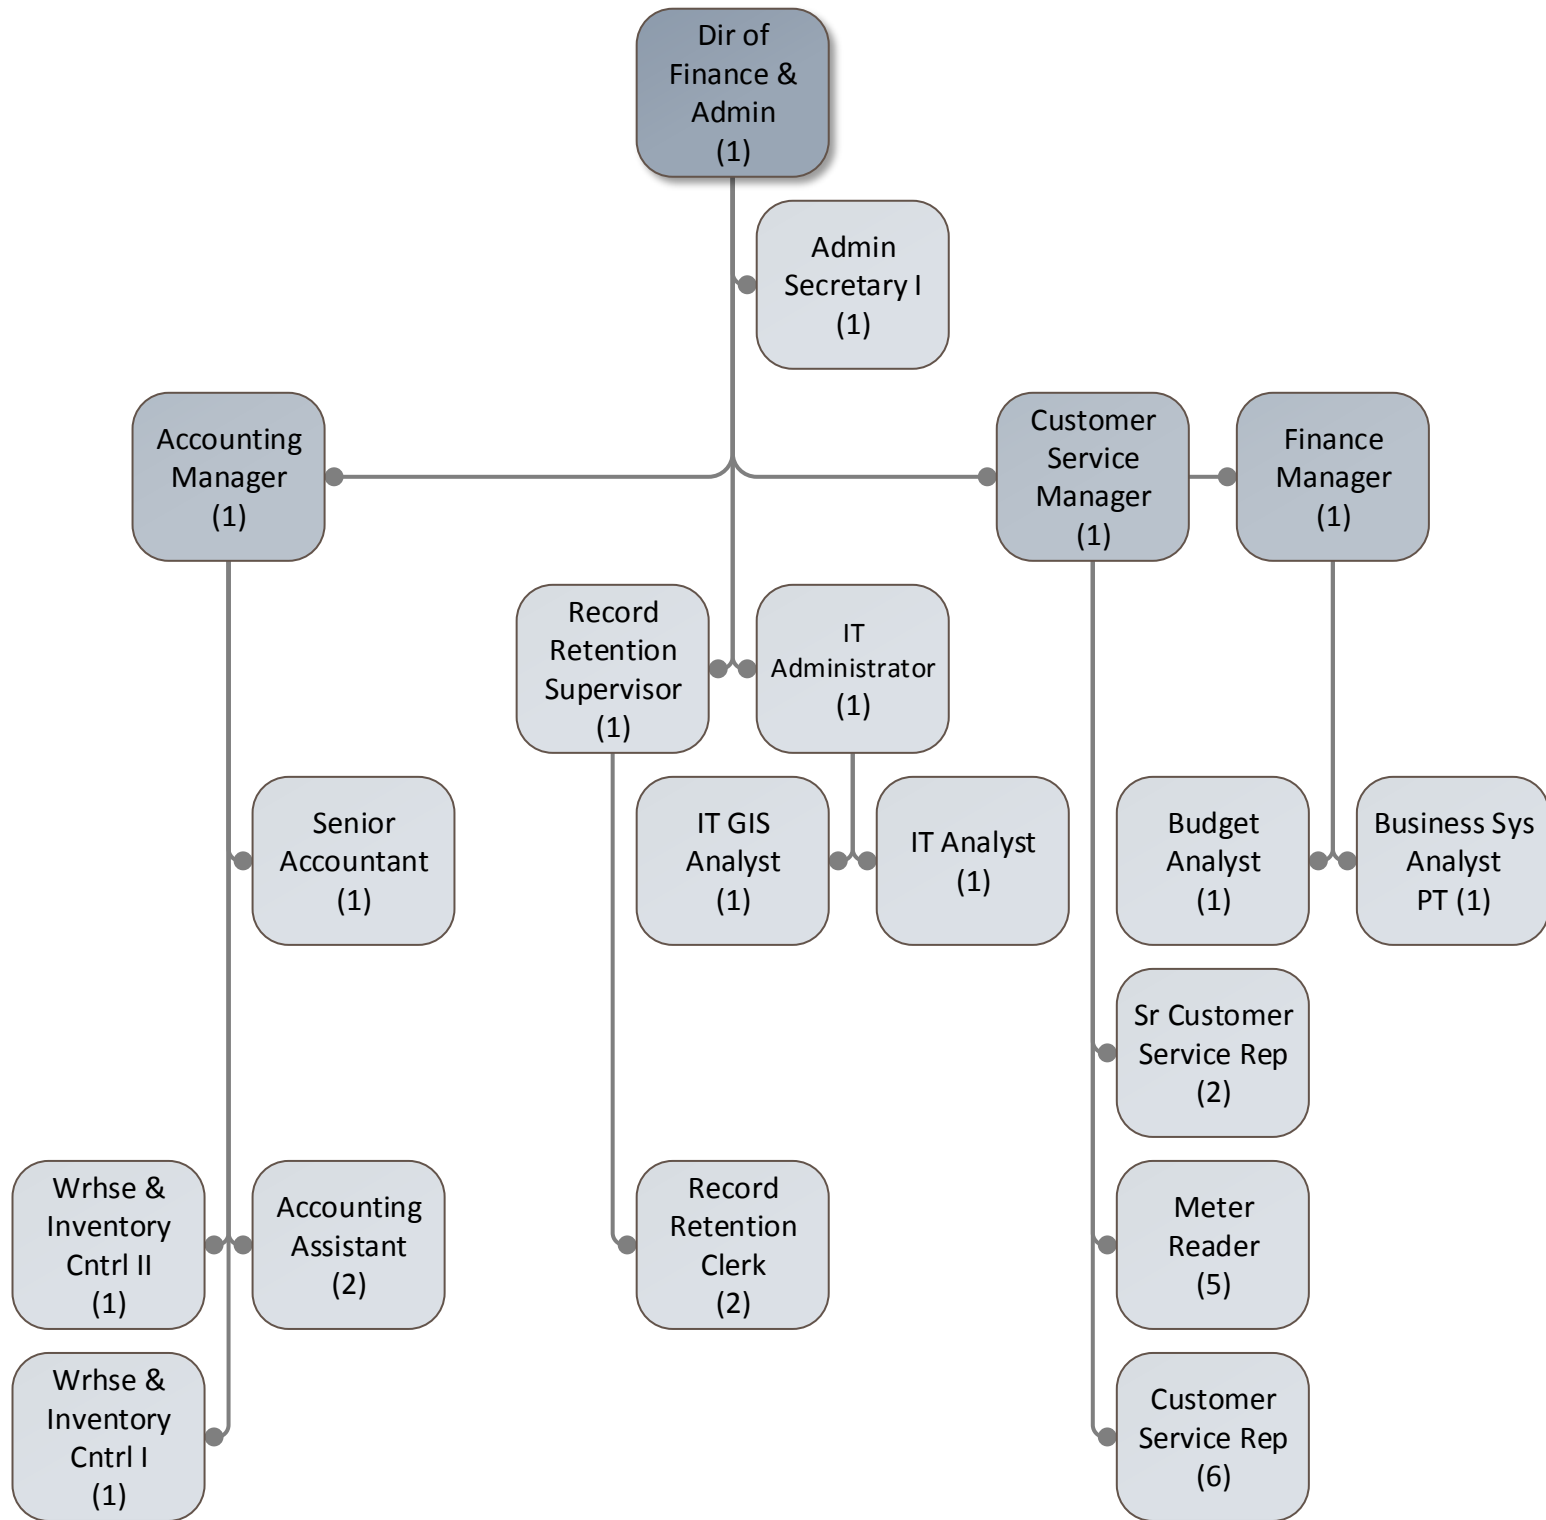 Dir of
Finance &
Admin
(1)
Admin
Secretary I
(1)
Accounting
Manager
(1)
Customer
Service
Manager
(1)
Finance
Manager
(1)
Record
Retention
Supervisor
(1)
IT
Administrator
(1)
Senior
Accountant
(1)
IT GIS
Analyst
(1)
IT Analyst
(1)
Budget
Analyst
(1)
Business Sys
Analyst
PT (1)
Sr Customer
Service Rep
(2)
Wrhse &
Inventory
Cntrl II
(1)
Accounting
Assistant
(2)
Record
Retention
Clerk
(2)
Meter
Reader
(5)
Wrhse &
Inventory
Cntrl I
(1)
Customer
Service Rep
(6)